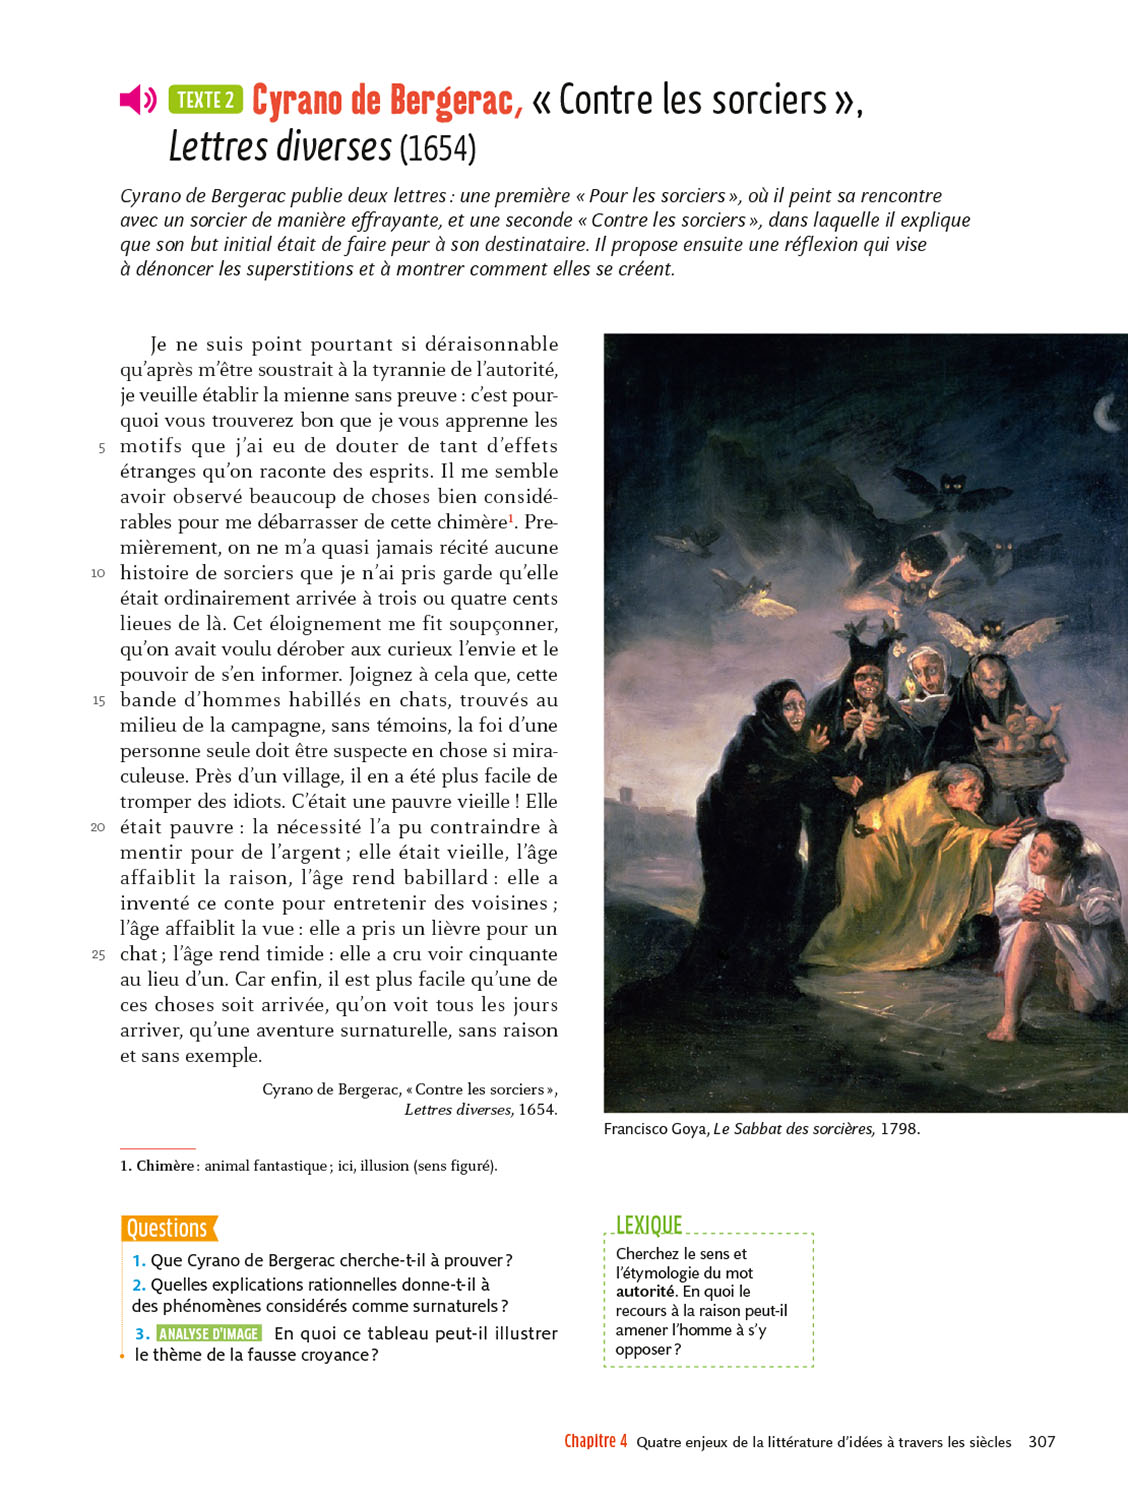 TEXTE 2 Cyrano de Bergerac, « Contre les sorciers »,
Lettres diverses (1654)
Cyrano de Bergerac publie deux lettres : une première « Pour les sorciers », où il peint sa rencontre
avec un sorcier de manière effrayante, et une seconde « Contre les sorciers », dans laquelle il explique
que son but initial était de faire peur à son destinataire. Il propose ensuite une réflexion qui vise
à dénoncer les superstitions et à montrer comment elles se créent.
Je ne suis point pourtant si déraisonnable
qu'après m'être soustrait à la tyrannie de l'autorité,
je veuille établir la mienne sans preuve : c'est pour-
quoi vous trouverez bon que je vous apprenne les
5 motifs que j'ai eu de douter de tant d'effets
étranges qu'on raconte des esprits. Il me semble
avoir observé beaucoup de choses bien considé-
rables pour me débarrasser de cette chimère1. Pre-
mièrement, on ne m'a quasi jamais récité aucune
10 histoire de sorciers que je n'ai pris garde qu'elle
était ordinairement arrivée à trois ou quatre cents
lieues de là. Cet éloignement me fit soupçonner,
qu'on avait voulu dérober aux curieux l'envie et le
pouvoir de s'en informer. Joignez à cela que, cette
15 bande d'hommes habillés en chats, trouvés au
milieu de la campagne, sans témoins, la foi d'une
personne seule doit être suspecte en chose si mira-
culeuse. Près d'un village, il en a été plus facile de
tromper des idiots. C'était une pauvre vieille ! Elle
20 était pauvre : la nécessité l'a pu contraindre à
mentir pour de l'argent ; elle était vieille, l'âge
affaiblit la raison, l'âge rend babillard : elle a
inventé ce conte pour entretenir des voisines ;
l'âge affaiblit la vue : elle a pris un lièvre pour un
25 chat ; l'âge rend timide : elle a cru voir cinquante
au lieu d'un. Car enfin, il est plus facile qu'une de
ces choses soit arrivée, qu'on voit tous les jours
arriver, qu'une aventure surnaturelle, sans raison
et sans exemple.
Cyrano de Bergerac, « Contre les sorciers »,
Lettres diverses, 1654.
Francisco Goya, Le Sabbat des sorcières, 1798.
1. Chimère : animal fantastique ; ici, illusion (sens figuré).
Questions
1. Que Cyrano de Bergerac cherche-t-il à prouver ?
2. Quelles explications rationnelles donne-t-il à
des phénomènes considérés comme surnaturels ?
3. ANALYSE D'IMAGE En quoi ce tableau peut-il illustrer
le thème de la fausse croyance ?
LEXIQUE
Cherchez le sens et
l'étymologie du mot
autorité. En quoi le
recours à la raison peut-il
amener l'homme à s'y
opposer ?
Chapitre 4 Quatre enjeux de la littérature d'idées à travers les siècles 307